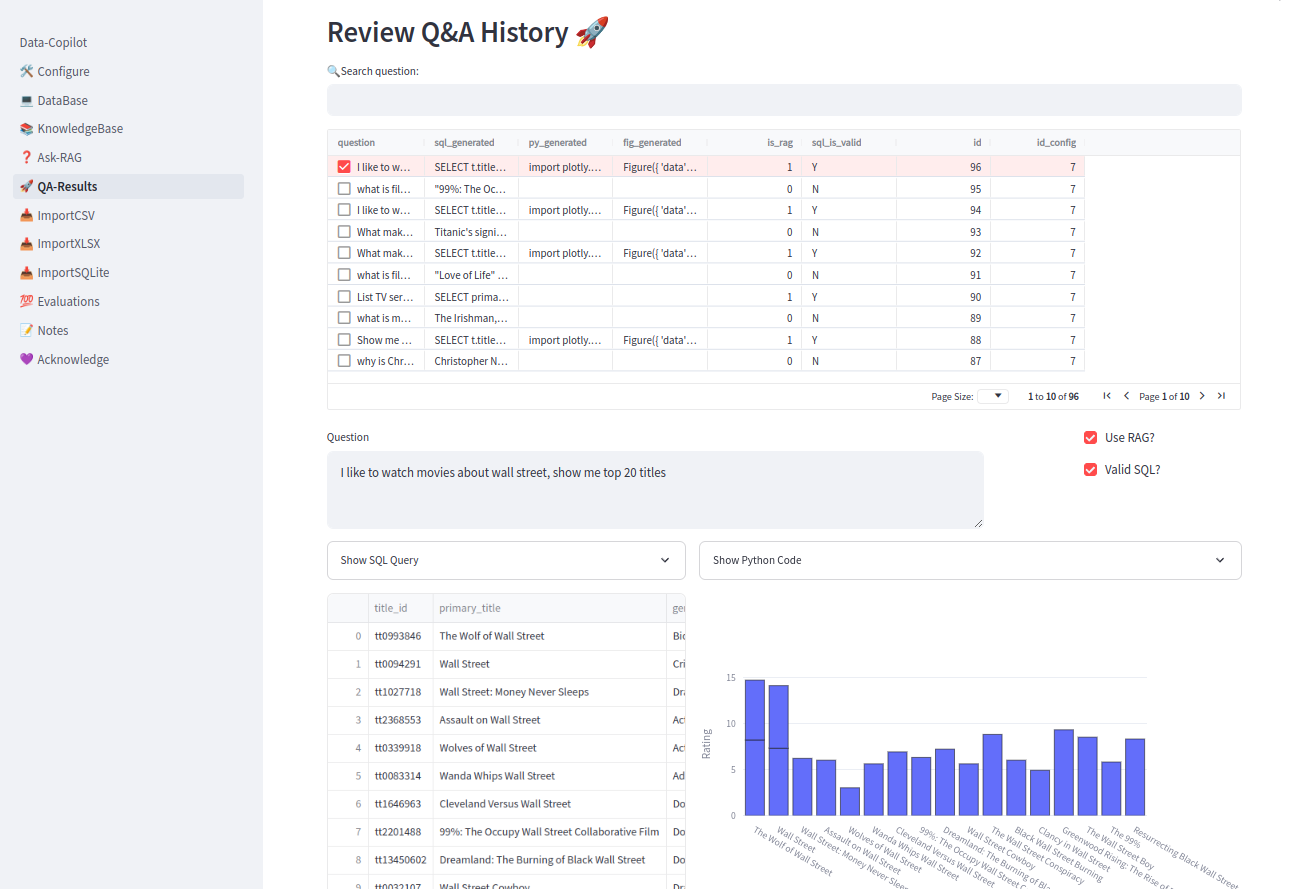 Data-Copilot
🛠️ Configure
💻 DataBase
📚 KnowledgeBase
❓ Ask-RAG
🚀 QA-Results
📥 ImportCSV
📥 ImportXLSX
📥 ImportSQLite
💯 Evaluations
📝 Notes
💜 Acknowledge
Review Q&A History 🚀
🔍Search question:
question sql_generated py_generated fig_generated is_rag sql_is_valid id id_config
I like to w... SELECT t.title... import plotly.... Figure({ 'data'... 1 Y 96 7
what is fil... "99%: The Oc... 0 N 95 7
I like to w... SELECT t.title... import plotly.... Figure({ 'data'... 1 Y 94 7
What mak... Titanic's signi... 0 N 93 7
What mak... SELECT t.title... import plotly.... Figure({ 'data'... 1 Y 92 7
what is fil... "Love of Life" ... 0 N 91 7
List TV ser... SELECT prima... 1 Y 90 7
what is m... The Irishman,... 0 N 89 7
Show me ... SELECT t.title... import plotly.... Figure({ 'data'... 1 Y 88 7
why is Chr... Christopher N... 0 N 87 7
Page Size: 1 to 10 of 96 Page 1 of 10
Question
Use RAG?
I like to watch movies about wall street, show me top 20 titles
Valid SQL?
Show SQL Query
Show Python Code
title_id primary_title
0 tt0993846 The Wolf of Wall Street
1 tt0094291 Wall Street
2 tt1027718 Wall Street: Money Never Sleeps
3 tt2368553 Assault on Wall Street
4 tt0339918 Wolves of Wall Street
5 tt0083314 Wanda Whips Wall Street
6 tt1646963 Cleveland Versus Wall Street
7 tt2201488 99%: The Occupy Wall Street Collaborative Film
8 tt13450602 Dreamland: The Burning of Black Wall Street
9 tt0032107 Wall Street Cowboy
15
10
5
0
Rating
The Wolf of Wall Street
Wall Street
Wall Street: Money Never Sleep
Assault on Wall Street
Wolves of Wall Street
Wanda Whips Wall Street
Cleveland Versus Wall Street
99%: The Occupy Wall Street C
Dreamland: The Burning of Bla
Wall Street Cowboy
The Wall Street Conspiracy
Black Wall Street Burning
Clancy in Wall Street
Greenwood Rising: The Rise of
The Wall Street Boy
The 99%
Resurrecting Black Wall Street